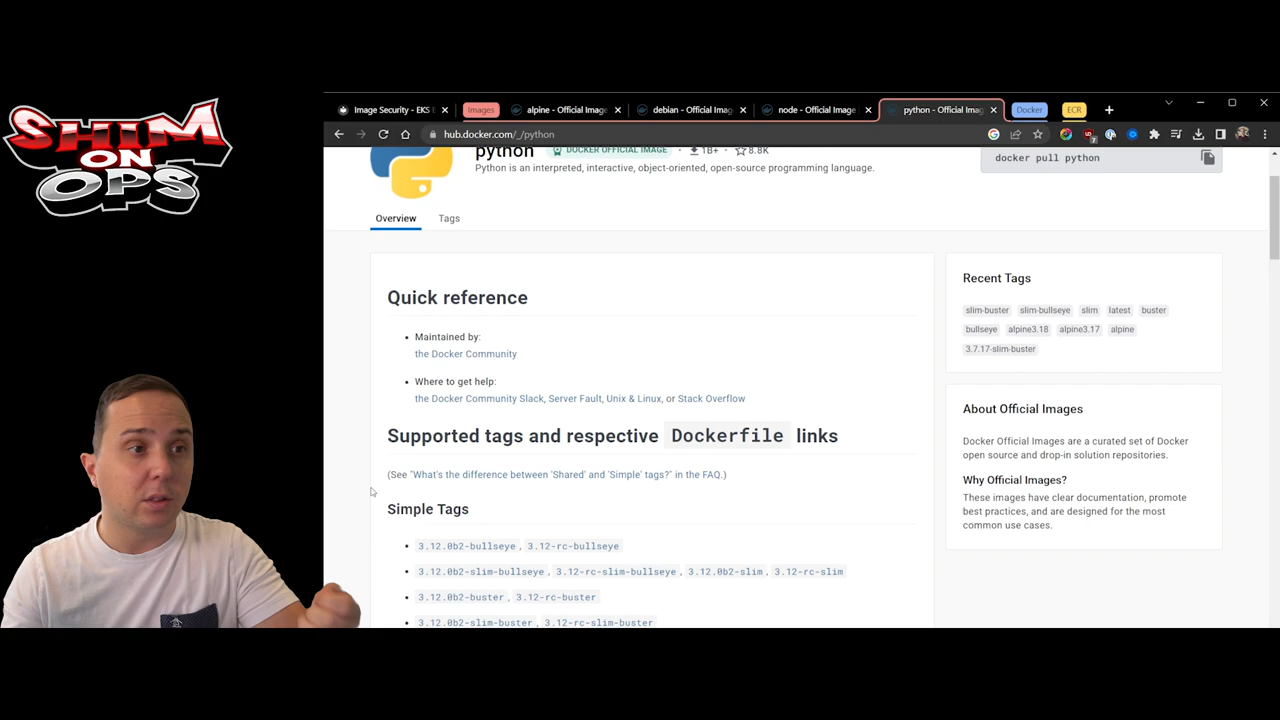 SHIM
ON
OPS
Image Security - EKS
Images
alpine - Official Image
debian - Official Image
node - Official Image
python - Official Imag
Docker
ECR
hub.docker.com/_/python
python
DOCKER OFFICIAL IMAGE
1B+
8.8K
Python is an interpreted, interactive, object-oriented, open-source programming language.
docker pull python
Overview
Tags
Quick reference
Maintained by:
the Docker Community
Where to get help:
the Docker Community Slack, Server Fault, Unix & Linux, or Stack Overflow
Supported tags and respective Dockerfile links
(See "What's the difference between 'Shared' and 'Simple' tags?" in the FAQ.)
Simple Tags
3.12.0b2-bullseye, 3.12-rc-bullseye
3.12.0b2-slim-bullseye, 3.12-rc-slim-bullseye, 3.12.0b2-slim, 3.12-rc-slim
3.12.0b2-buster, 3.12-rc-buster
3.12.0b2-slim-buster, 3.12-rc-slim-buster
Recent Tags
slim-buster slim-bullseye slim latest buster
bullseye alpine3.18 alpine3.17 alpine
3.7.17-slim-buster
About Official Images
Docker Official Images are a curated set of Docker
open source and drop-in solution repositories.
Why Official Images?
These images have clear documentation, promote
best practices, and are designed for the most
common use cases.